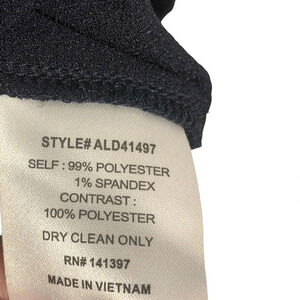 STYLE# ALD41497
SELF : 99% POLYESTER
1% SPANDEX
CONTRAST :
100% POLYESTER
DRY CLEAN ONLY
RN# 141397
MADE IN VIETNAM